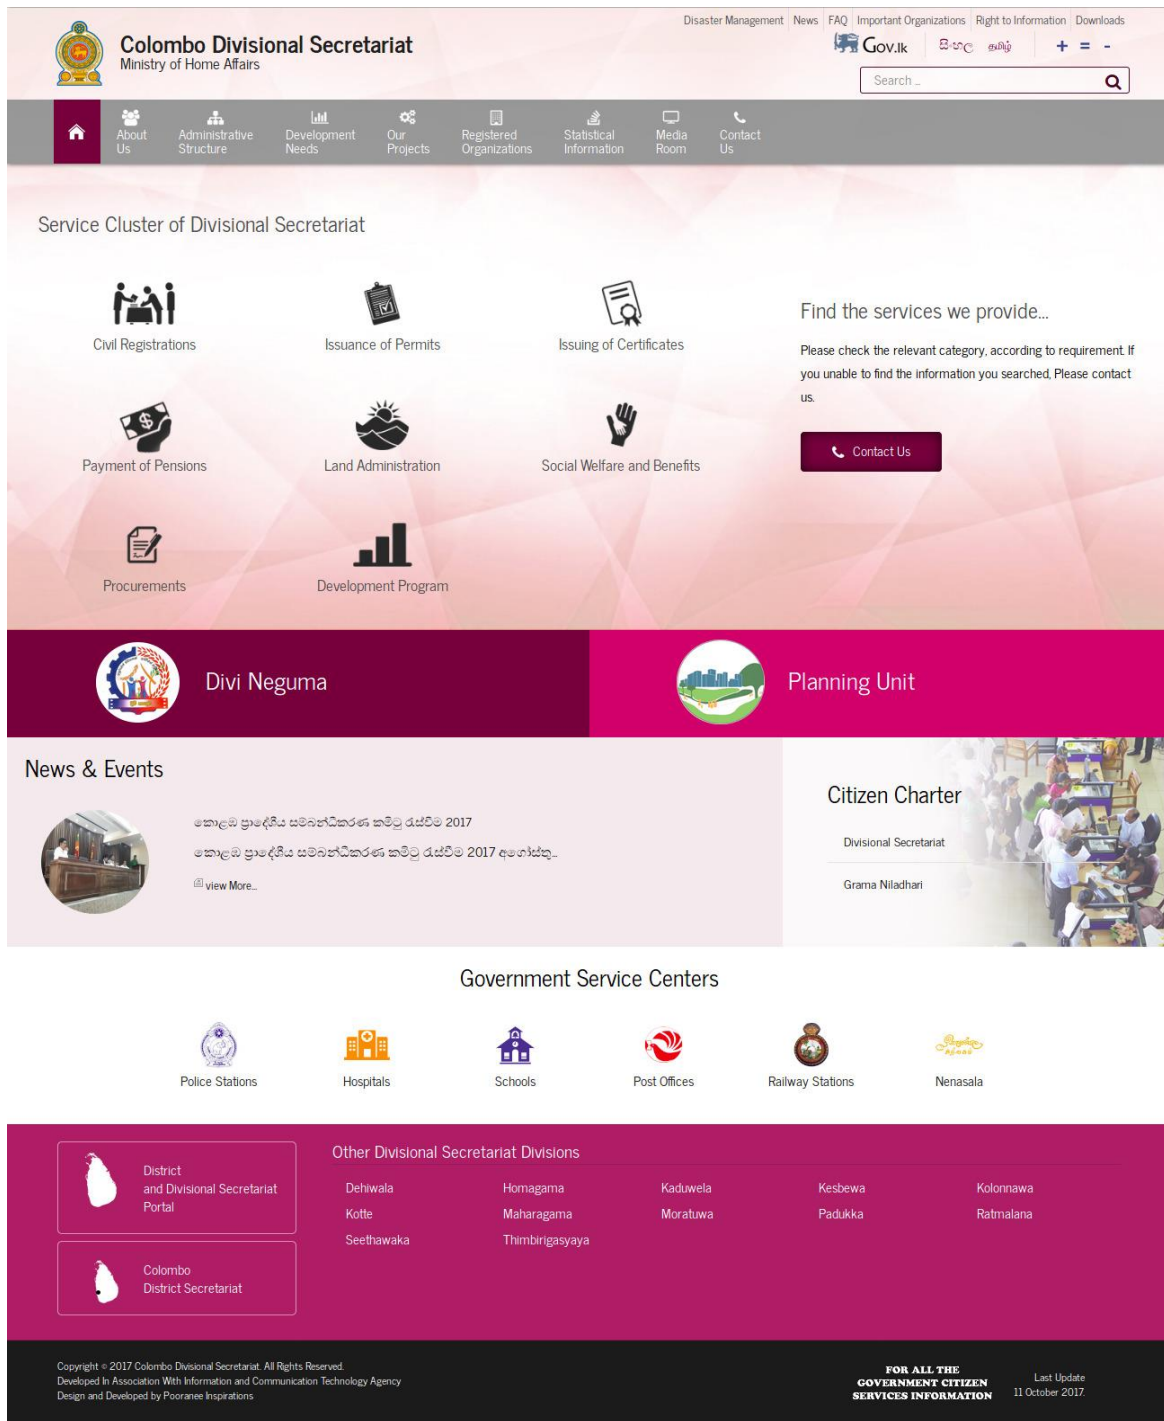 Disaster Management News FAQ Important Organizations Right to Information Downloads
Colombo Divisional Secretariat
Ministry of Home Affairs
Gov.lk සිංහල தமிழ் + = -
Search ...
About Us
Administrative Structure
Development Needs
Our Projects
Registered Organizations
Statistical Information
Media Room
Contact Us
Service Cluster of Divisional Secretariat
Civil Registrations
Issuance of Permits
Issuing of Certificates
Payment of Pensions
Land Administration
Social Welfare and Benefits
Procurements
Development Program
Find the services we provide...
Please check the relevant category, according to requirement. If
you unable to find the information you searched, Please contact
us.
Contact Us
Divi Neguma
Planning Unit
News & Events
කොළඹ ප්‍රාදේශීය සම්බන්ධීකරණ කමිටු රැස්වීම 2017
කොළඹ ප්‍රාදේශීය සම්බන්ධීකරණ කමිටු රැස්වීම 2017 අගෝස්තු...
view More...
Citizen Charter
Divisional Secretariat
Grama Niladhari
Government Service Centers
Police Stations
Hospitals
Schools
Post Offices
Railway Stations
Nenasala
District
and Divisional Secretariat
Portal
Colombo
District Secretariat
Other Divisional Secretariat Divisions
Dehiwala Homagama Kaduwela Kesbewa Kolonnawa
Kotte Maharagama Moratuwa Padukka Ratmalana
Seethawaka Thimbirigasyaya
Copyright © 2017 Colombo Divisional Secretariat. All Rights Reserved.
Developed In Association With Information and Communication Technology Agency
Design and Developed by Pooranee Inspirations
FOR ALL THE
GOVERNMENT CITIZEN
SERVICES INFORMATION
Last Update
11 October 2017.